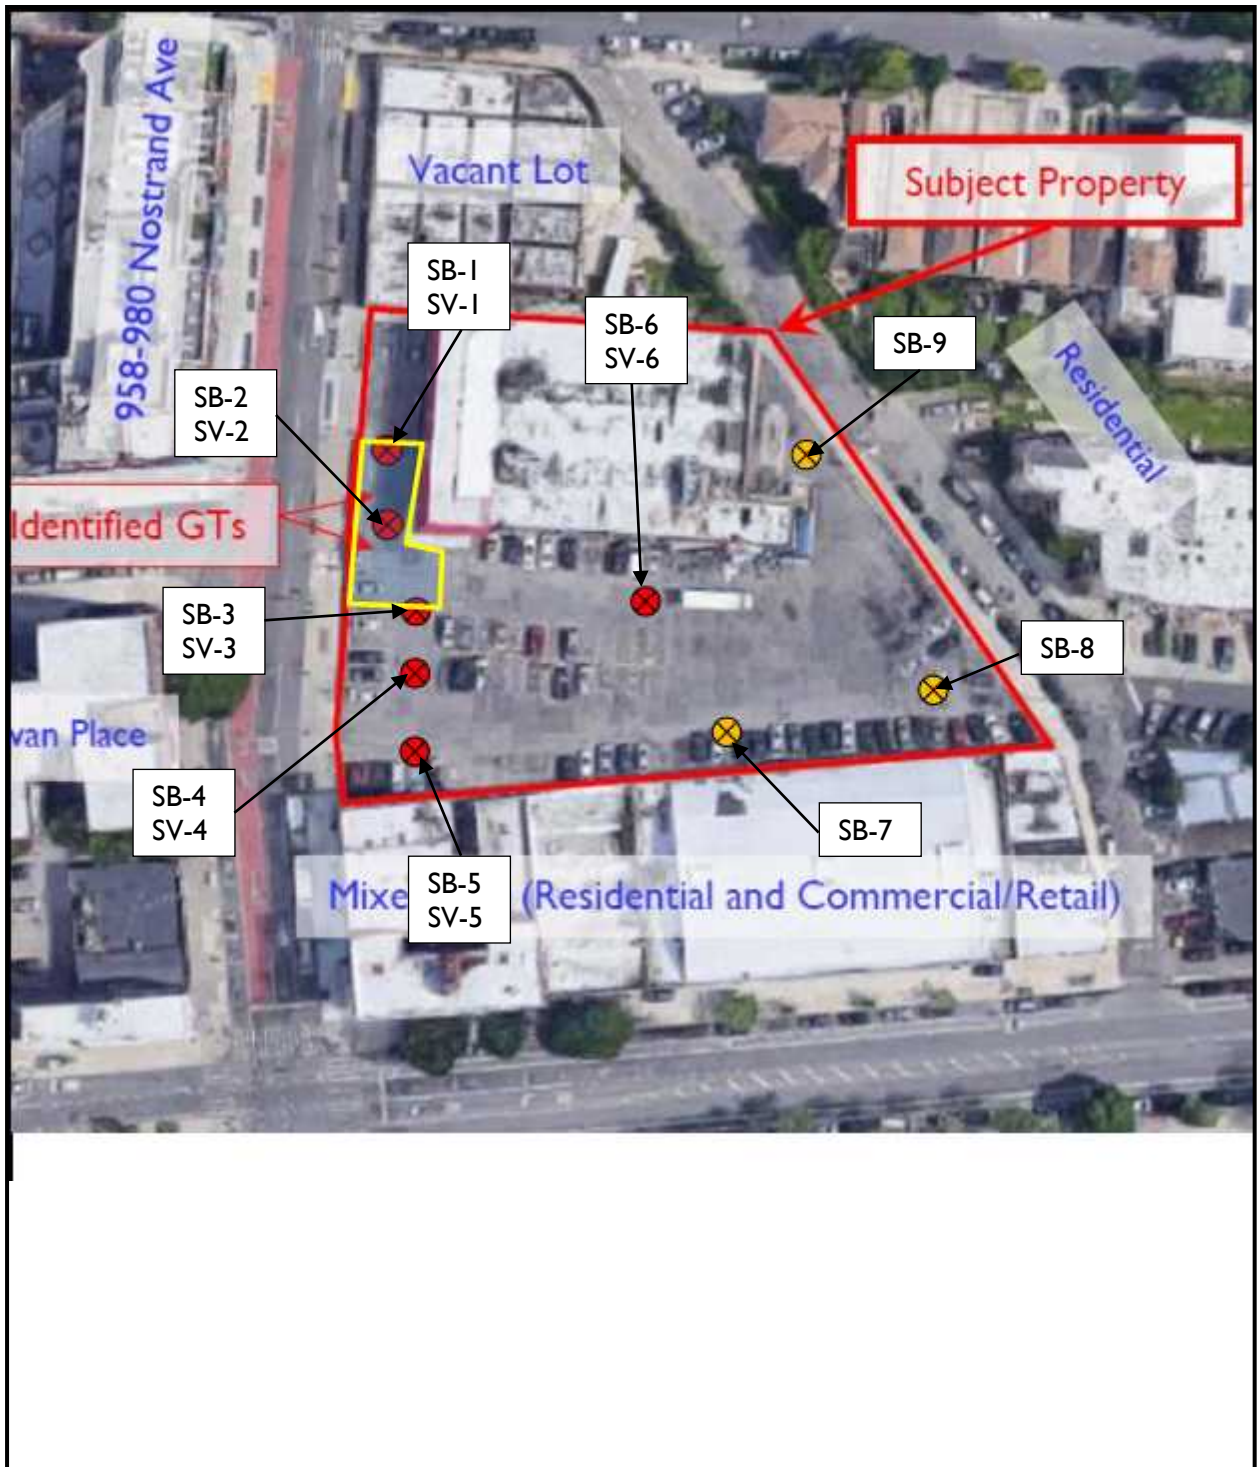 958-980 Nostrand Ave
Vacant Lot
Subject Property
SB-1
SV-1
SB-6
SV-6
SB-9
Residential
SB-2
SV-2
Identified GTs
SB-3
SV-3
SB-8
van Place
SB-4
SV-4
SB-7
SB-5
SV-5
Mixe (Residential and Commercial/Retail)